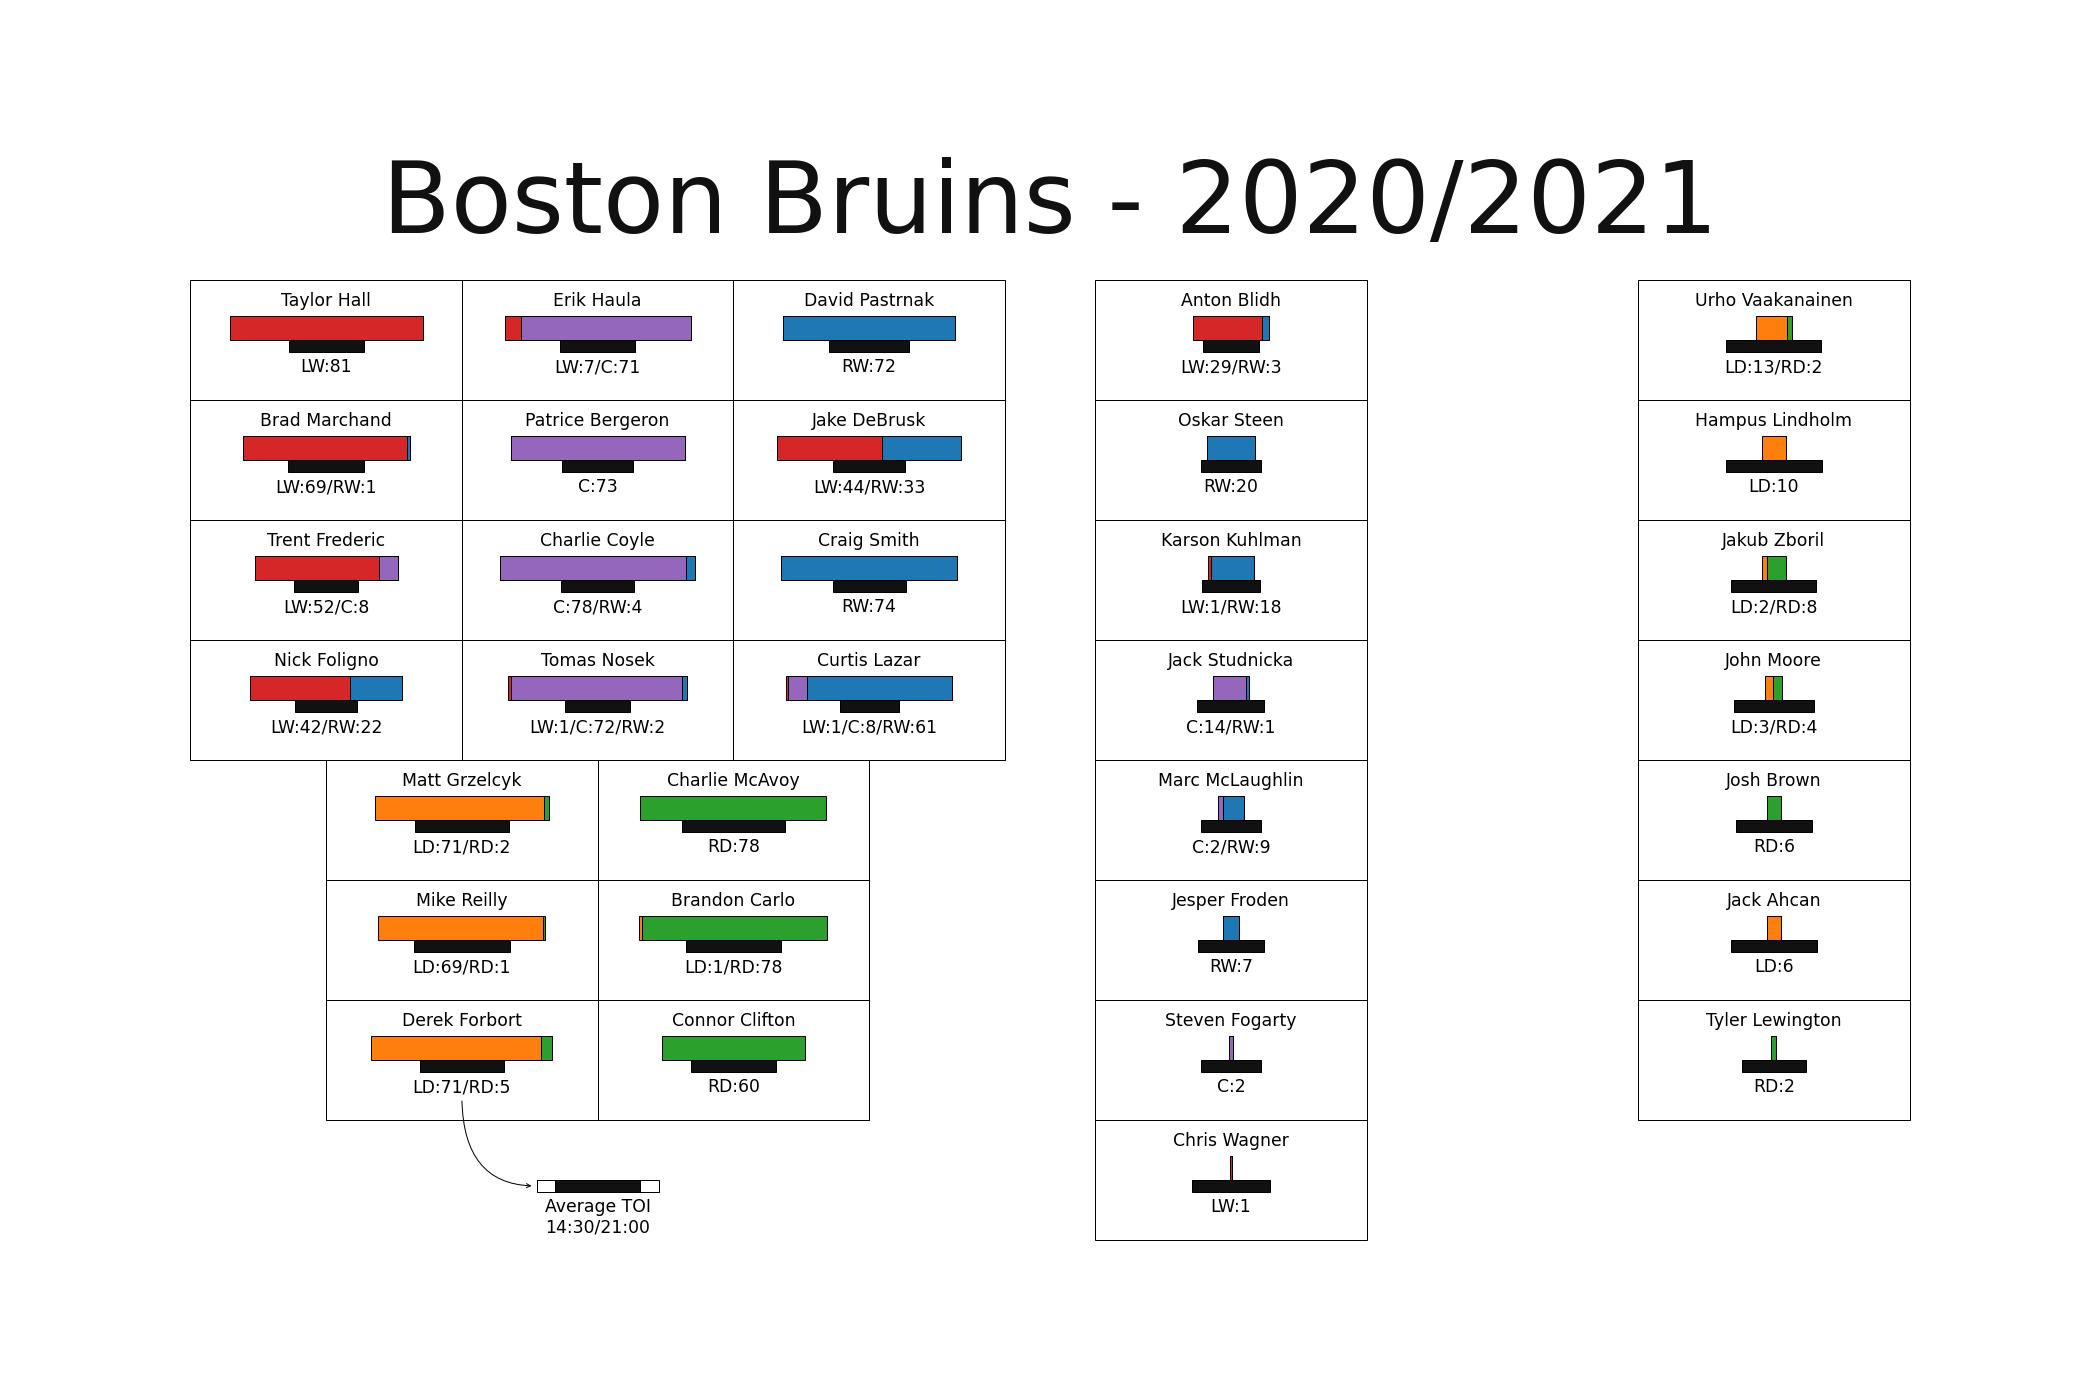 Boston Bruins - 2020/2021
Taylor Hall
LW:81
Erik Haula
LW:7/C:71
David Pastrnak
RW:72
Brad Marchand
LW:69/RW:1
Patrice Bergeron
C:73
Jake DeBrusk
LW:44/RW:33
Trent Frederic
LW:52/C:8
Charlie Coyle
C:78/RW:4
Craig Smith
RW:74
Nick Foligno
LW:42/RW:22
Tomas Nosek
LW:1/C:72/RW:2
Curtis Lazar
LW:1/C:8/RW:61
Matt Grzelcyk
LD:71/RD:2
Charlie McAvoy
RD:78
Mike Reilly
LD:69/RD:1
Brandon Carlo
LD:1/RD:78
Derek Forbort
LD:71/RD:5
Connor Clifton
RD:60
Average TOI
14:30/21:00
Anton Blidh
LW:29/RW:3
Oskar Steen
RW:20
Karson Kuhlman
LW:1/RW:18
Jack Studnicka
C:14/RW:1
Marc McLaughlin
C:2/RW:9
Jesper Froden
RW:7
Steven Fogarty
C:2
Chris Wagner
LW:1
Urho Vaakanainen
LD:13/RD:2
Hampus Lindholm
LD:10
Jakub Zboril
LD:2/RD:8
John Moore
LD:3/RD:4
Josh Brown
RD:6
Jack Ahcan
LD:6
Tyler Lewington
RD:2